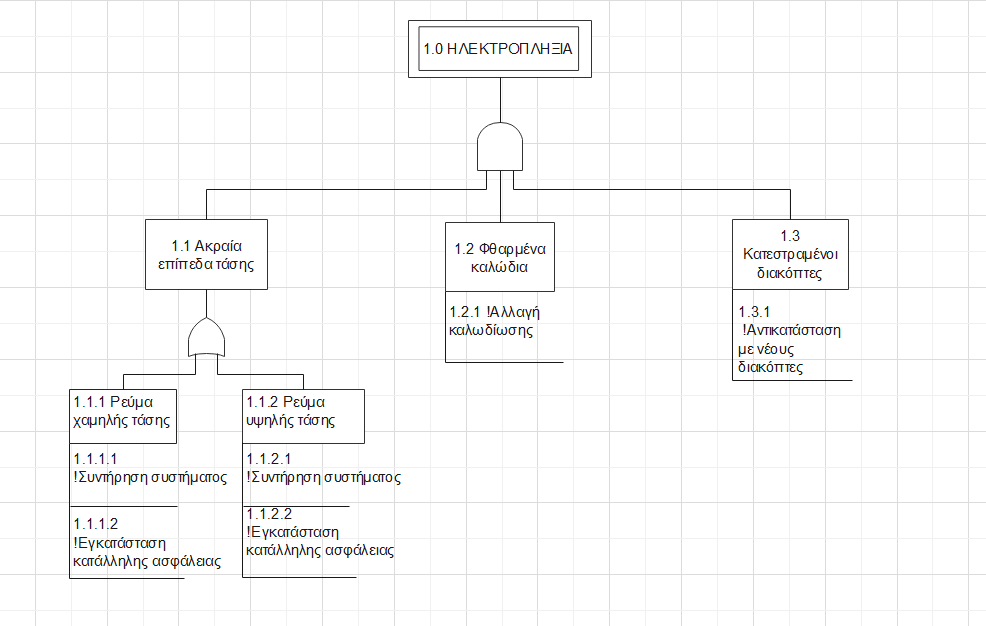 1.0 ΗΛΕΚΤΡΟΠΛΗΞΙΑ
1.1 Ακραία
επίπεδα τάσης
1.2 Φθαρμένα
καλώδια
1.3
Κατεστραμένοι
διακόπτες
1.2.1 !Αλλαγή
καλωδίωσης
1.3.1
!Αντικατάσταση
με νέους
διακόπτες
1.1.1 Ρεύμα
χαμηλής τάσης
1.1.2 Ρεύμα
υψηλής τάσης
1.1.1.1
!Συντήρηση συστήματος
1.1.1.2
!Εγκατάσταση
κατάλληλης ασφάλειας
1.1.2.1
!Συντήρηση συστήματος
1.1.2.2
!Εγκατάσταση
κατάλληλης ασφάλειας